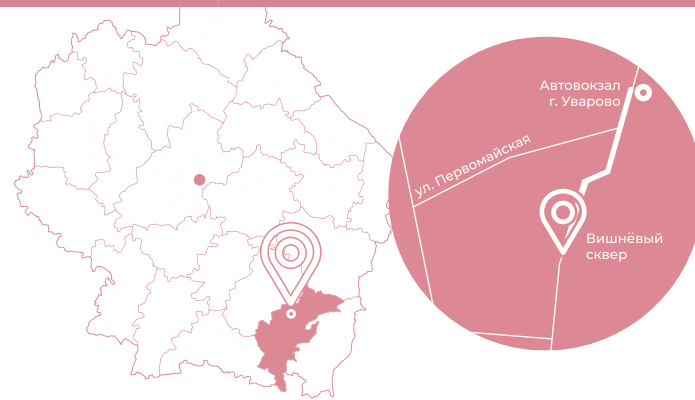 Автовокзал
г. Уварово
ул. Первомайская
Вишнёвый
сквер